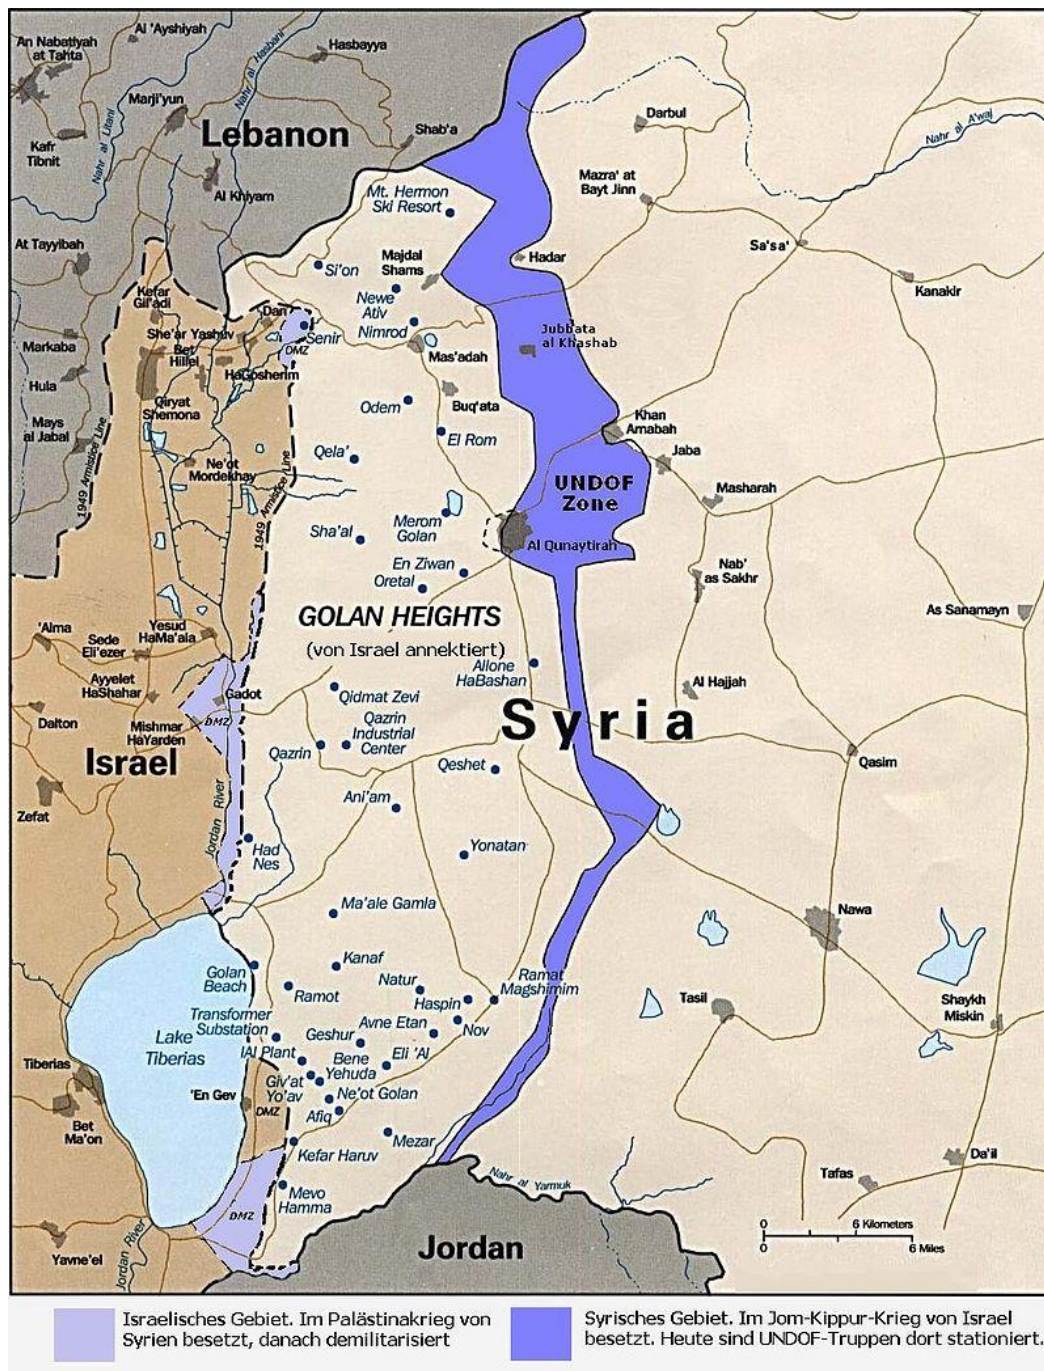 An Nabatiyah
at Tahta
Al 'Ayshiyah
Hasbayya
Nahr al Hasbani
Marji'yun
Nahr al Litani
Kafr
Tibnit
Lebanon
Shab'a
Al Khiyam
Darbul
Nahr al A'waj
Mt. Hermon
Ski Resort
Mazra' at
Bayt Jinn
At Tayyibah
Sa'sa'
Majdal
Shams
Hadar
Si'on
Kanakir
Kefar
Gil'adi
Newe
Ativ
Dan
Nimrod
She'ar Yashuv
Senir
DMZ
Jubbata
al Khashab
Markaba
Bet
Hillel
HaGosherim
Mas'adah
Hula
Qiryat
Shemona
Odem
Buq'ata
Khan
Arnabah
Mays
al Jabal
1949 Armistice Line
El Rom
Qela'
Jaba
Ne'ot
Mordekhay
1949 Armistice Line
UNDOF
Zone
Masharah
Sha'al
Merom
Golan
Al Qunaytirah
En Ziwan
Nab'
as Sakhr
Ortal
GOLAN HEIGHTS
(von Israel annektiert)
As Sanamayn
'Alma
Sede
Eli'ezer
Yesud
HaMa'ala
Allone
HaBashan
Ayyelet
HaShahar
Gadot
Qidmat Zevi
Al Hajjah
Dalton
Mishmar
HaYarden
DMZ
Qazrin
Industrial
Center
Syria
Israel
Qazrin
Qeshet
Qasim
Zefat
Jordan River
Ani'am
Had
Nes
Yonatan
Ma'ale Gamla
Nawa
Golan
Beach
Kanaf
Ramot
Natur
Ramat
Magshimim
Haspin
Tasil
Shaykh
Miskin
Transformer
Substation
Lake
Tiberias
Geshur
Avne Etan
Nov
IAI Plant
Bene
Yehuda
Eli 'Al
Tiberias
'En Gev
Giv'at
Yo'av
Ne'ot Golan
DMZ
Afiq
Bet
Ma'on
Mezar
Kefar Haruv
Da'il
Nahr al Yarmuk
Tafas
Mevo
Hamma
DMZ
Jordan River
Yavne'el
Jordan
0 6 Kilometers
0 6 Miles
Israelisches Gebiet. Im Palästinakrieg von
Syrien besetzt, danach demilitarisiert
Syrisches Gebiet. Im Jom-Kippur-Krieg von Israel
besetzt. Heute sind UNDOF-Truppen dort stationiert.